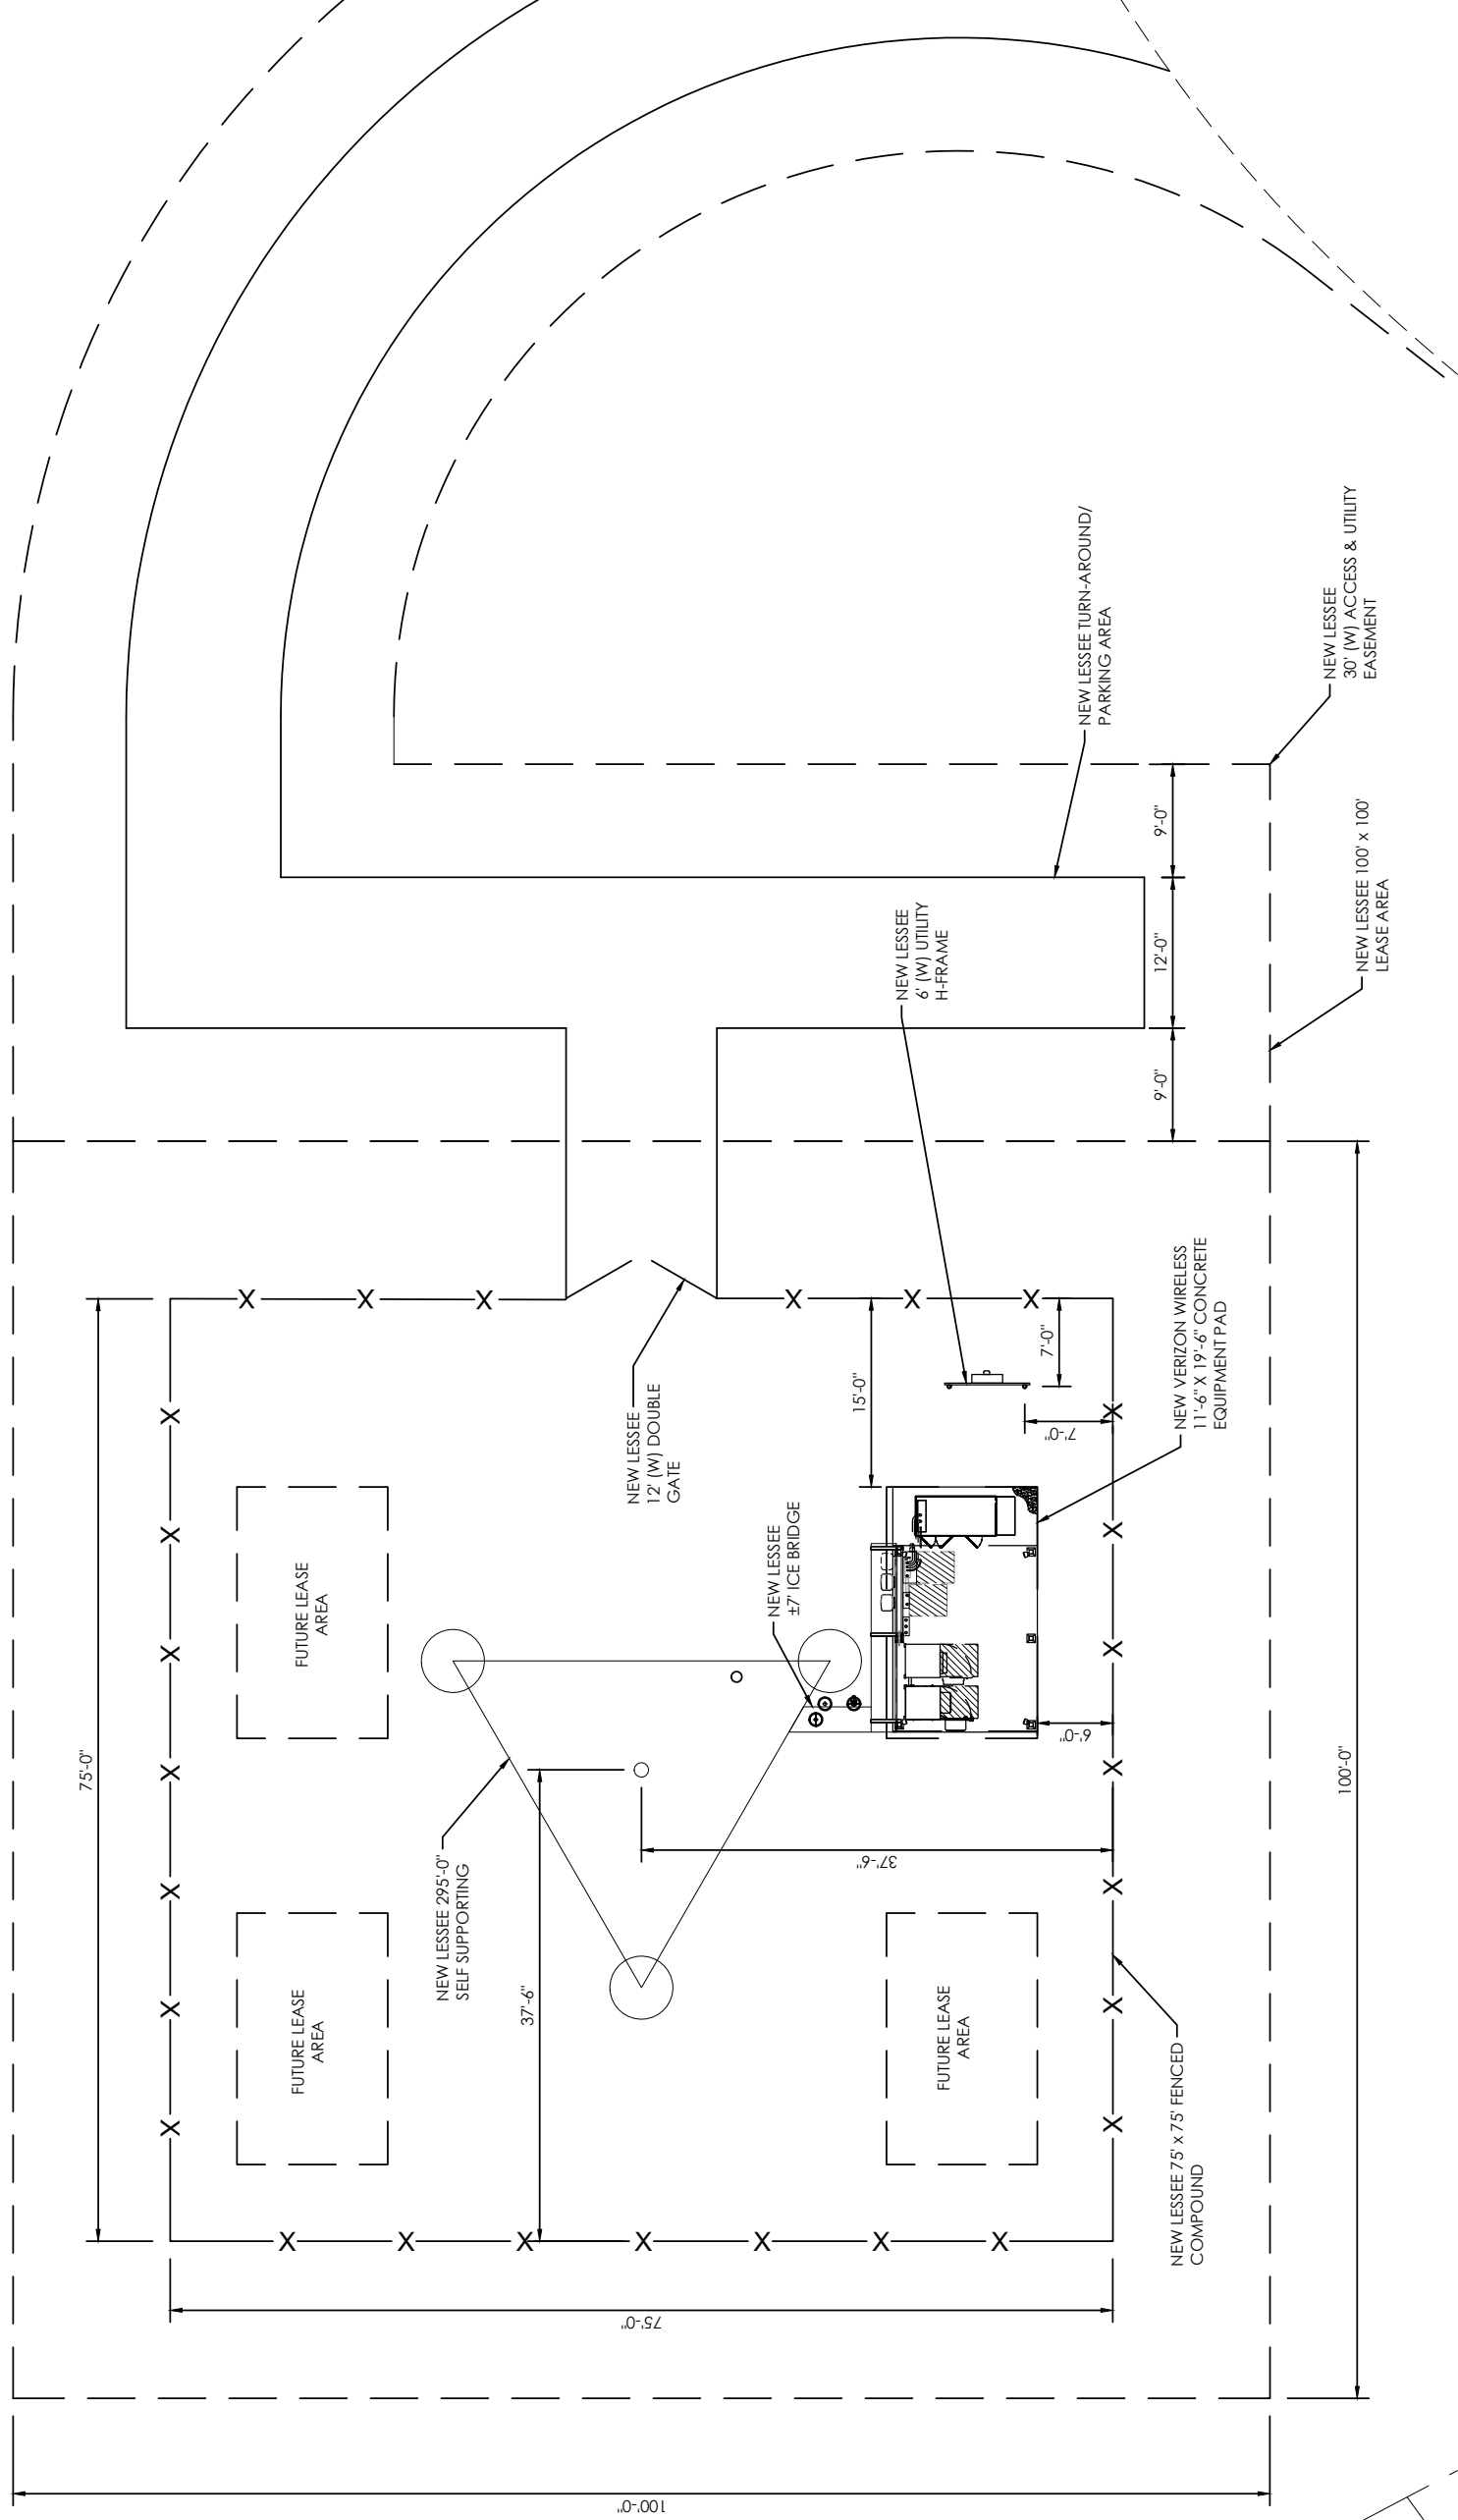 NEW LESSEE TURN-AROUND/
PARKING AREA
NEW LESSEE
30' (W) ACCESS & UTILITY
EASEMENT
9'-0"
12'-0"
9'-0"
NEW LESSEE 100' x 100'
LEASE AREA
NEW LESSEE
6' (W) UTILITY
H-FRAME
75'-0"
NEW LESSEE
12' (W) DOUBLE
GATE
15'-0"
7'-0"
7'-0"
NEW VERIZON WIRELESS
11'-6" X 19'-6" CONCRETE
EQUIPMENT PAD
FUTURE LEASE
AREA
NEW LESSEE
±7' ICE BRIDGE
6'-0"
100'-0"
NEW LESSEE 295'-0"
SELF SUPPORTING
37'-6"
37'-6"
FUTURE LEASE
AREA
FUTURE LEASE
AREA
NEW LESSEE 75' x 75' FENCED
COMPOUND
75'-0"
100'-0"